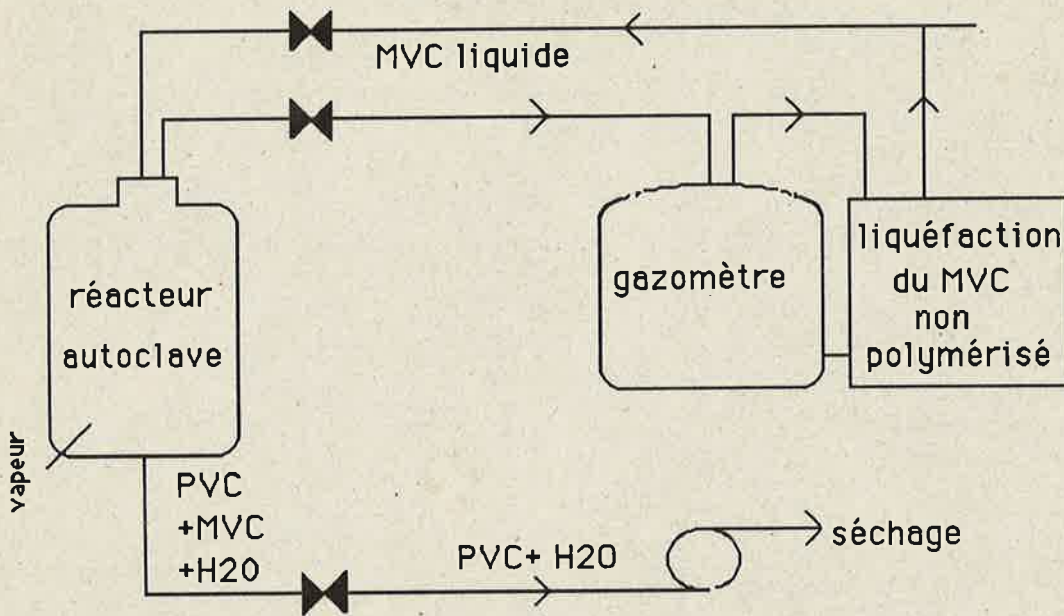 MVC liquide
réacteur
autoclave
gazomètre
liquéfaction
du MVC
non
polymérisé
vapeur
PVC
+MVC
+H2O
PVC+ H2O
séchage